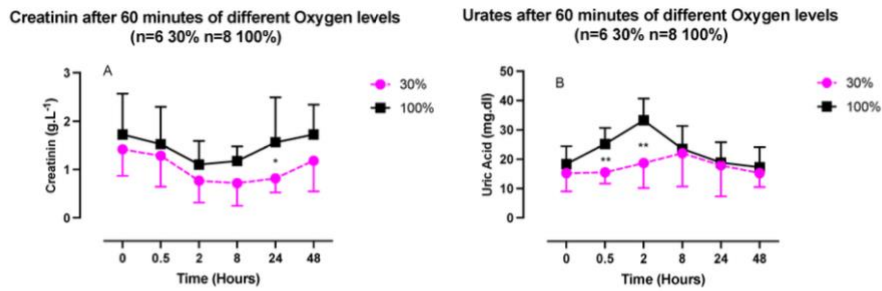 Creatinin after 60 minutes of different Oxygen levels
(n=6 30% n=8 100%)
A
30%
100%
Creatinin (g.L-1)
3
2
1
0
*
0 0.5 2 8 24 48
Time (Hours)
Urates after 60 minutes of different Oxygen levels
(n=6 30% n=8 100%)
B
30%
100%
Uric Acid (mg.dl)
50
40
30
20
10
0
** **
0 0.5 2 8 24 48
Time (Hours)